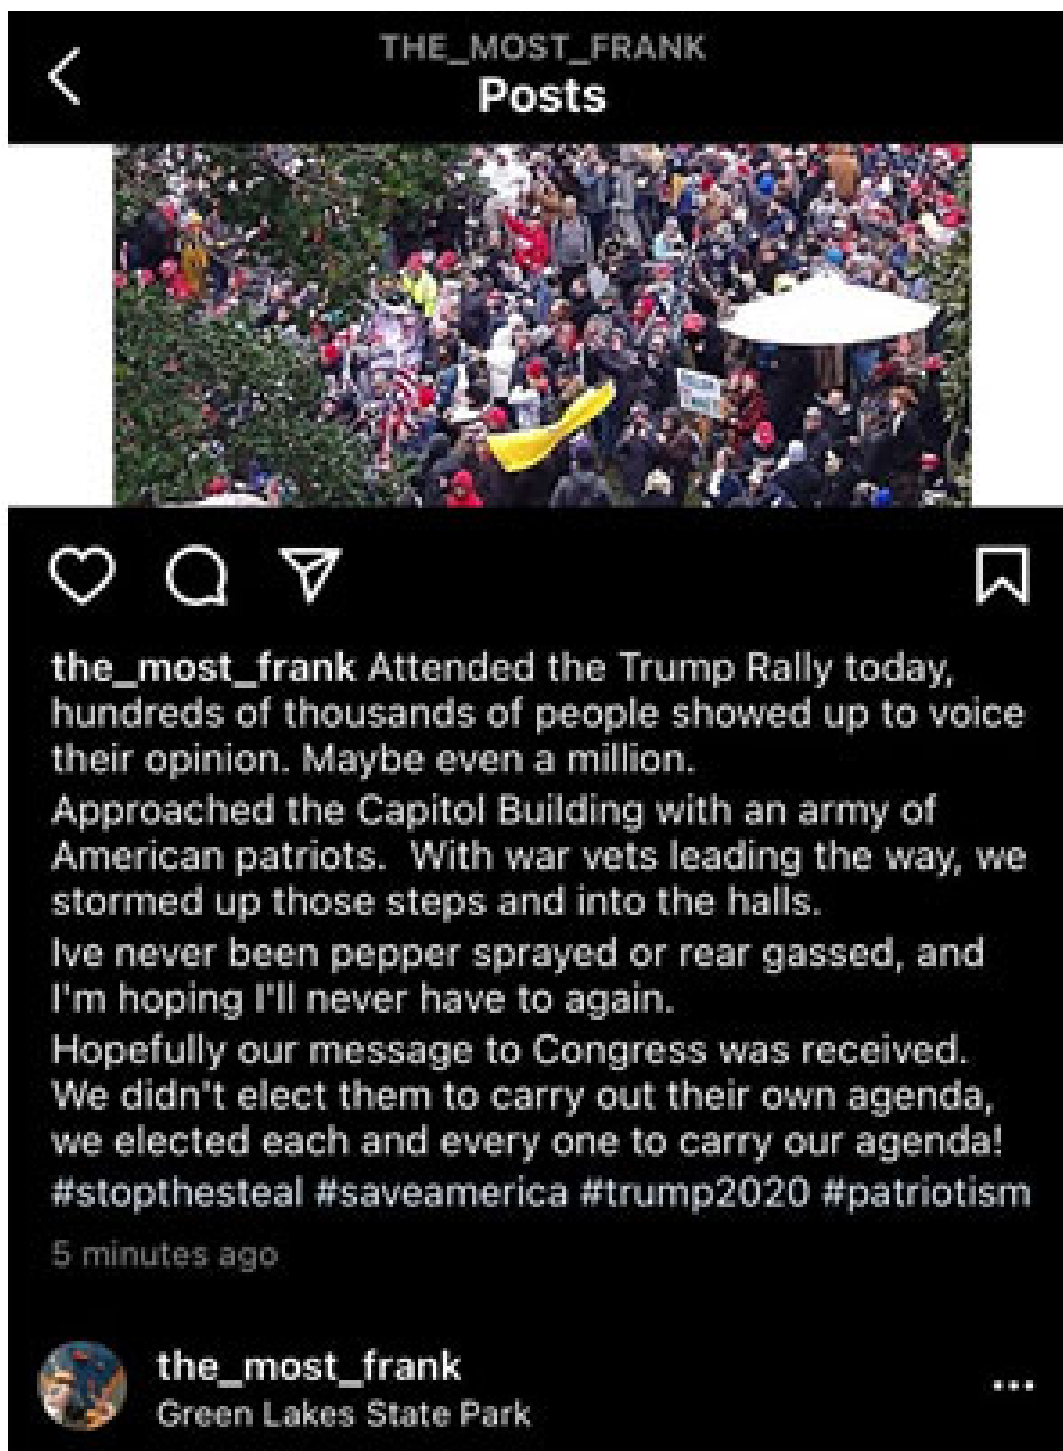 THE_MOST_FRANK
Posts
the_most_frank Attended the Trump Rally today,
hundreds of thousands of people showed up to voice
their opinion. Maybe even a million.
Approached the Capitol Building with an army of
American patriots.  With war vets leading the way, we
stormed up those steps and into the halls.
Ive never been pepper sprayed or rear gassed, and
I'm hoping I'll never have to again.
Hopefully our message to Congress was received.
We didn't elect them to carry out their own agenda,
we elected each and every one to carry our agenda!
#stopthesteal #saveamerica #trump2020 #patriotism
5 minutes ago
the_most_frank
Green Lakes State Park